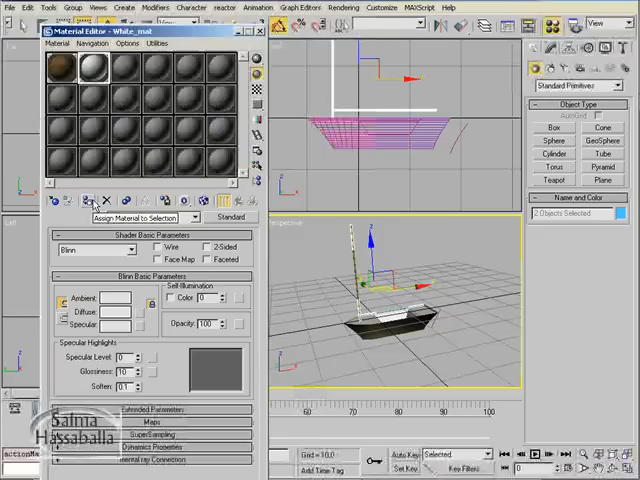 File Edit Tools Group Views Create Modifiers Character reactor Animation Graph Editors Rendering Customize MAXScript Help
Material Editor - White_mat
Material Navigation Options Utilities
View
Assign Material to Selection
Standard
Shader Basic Parameters
Blinn
Wire
2-Sided
Face Map
Faceted
Blinn Basic Parameters
Self-Illumination
Ambient:
Diffuse:
Specular:
Color 0
Opacity: 100
Specular Highlights
Specular Level: 0
Glossiness: 10
Soften: 0.1
Extended Parameters
Maps
SuperSampling
Dynamics Properties
mental ray Connection
Left
Perspective
Standard Primitives
Object Type
AutoGrid
Box Cone
Sphere GeoSphere
Cylinder Tube
Torus Pyramid
Teapot Plane
Name and Color
2 Objects Selected
60 70 80 90 100
Grid = 10.0
Add Time Tag
Auto Key
Selected
Set Key
Key Filters...
0
Salma
Hassaballa